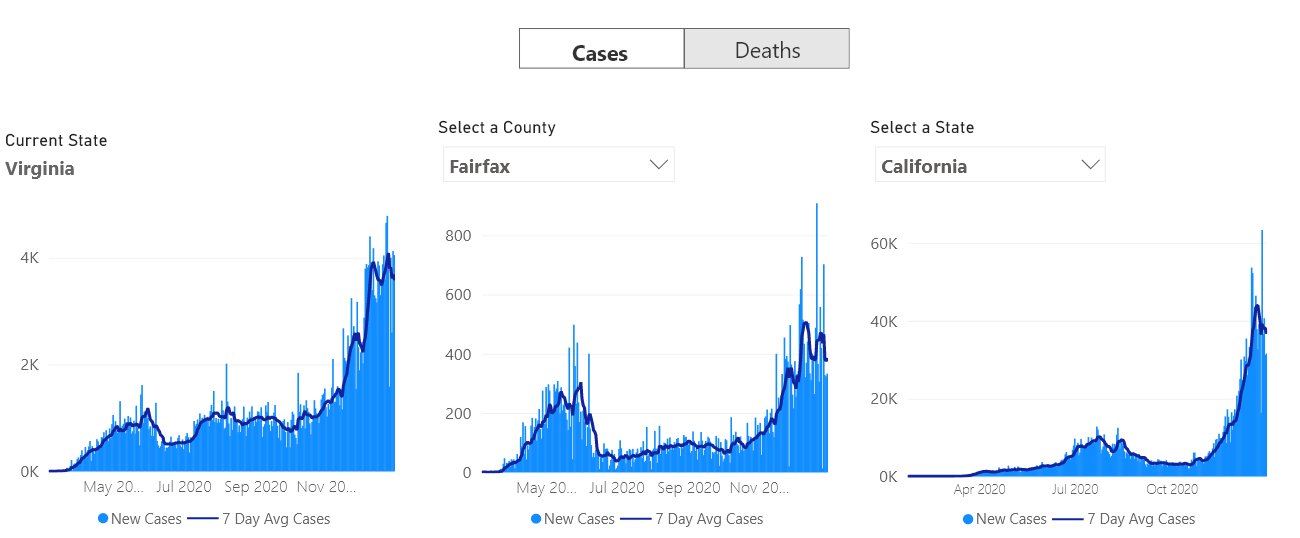 Cases Deaths
Current State
Virginia
Select a County
Fairfax
Select a State
California
4K
2K
0K
May 20... Jul 2020 Sep 2020 Nov 20...
New Cases 7 Day Avg Cases
800
600
400
200
0
May 20... Jul 2020 Sep 2020 Nov 20...
New Cases 7 Day Avg Cases
60K
40K
20K
0K
Apr 2020 Jul 2020 Oct 2020
New Cases 7 Day Avg Cases